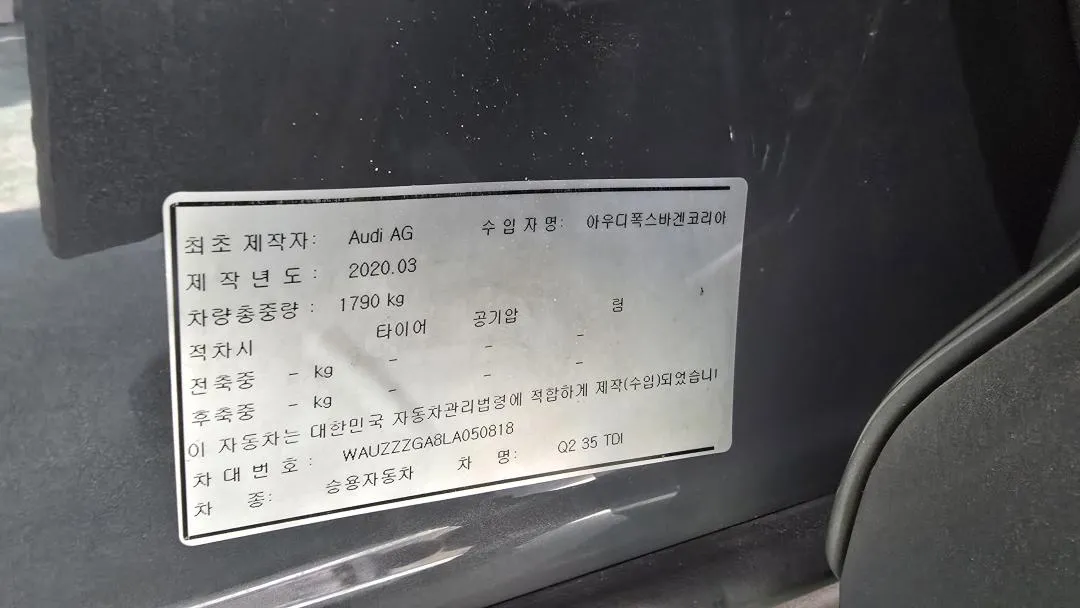 최초 제작자: Audi AG 수입자명: 아우디폭스바겐코리아
제작년도: 2020.03
차량총중량: 1790 kg
적차시 타이어 공기압 림
전축중 - kg - - -
후축중 - kg - - -
이 자동차는 대한민국 자동차관리법령에 적합하게 제작(수입)되었습니
차대번호: WAUZZZGA8LA050818
차 종: 승용자동차 차 명: Q2 35 TDI